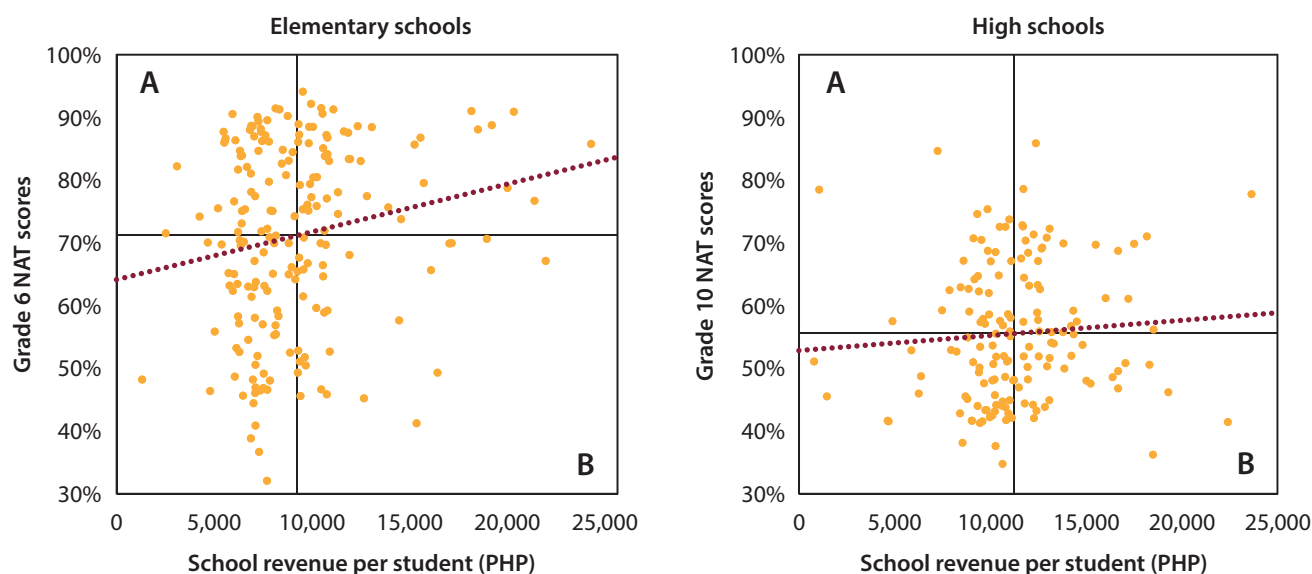 Elementary schools
100%
90%
80%
70%
60%
50%
40%
30%
Grade 6 NAT scores
A
B
0
5,000
10,000
15,000
20,000
25,000
School revenue per student (PHP)
High schools
100%
90%
80%
70%
60%
50%
40%
30%
Grade 10 NAT scores
A
B
0
5,000
10,000
15,000
20,000
25,000
School revenue per student (PHP)